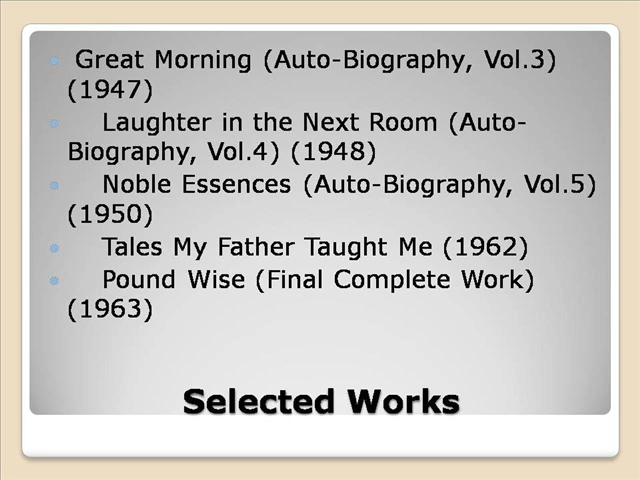 Great Morning (Auto-Biography, Vol.3)
(1947)
Laughter in the Next Room (Auto-
Biography, Vol.4) (1948)
Noble Essences (Auto-Biography, Vol.5)
(1950)
Tales My Father Taught Me (1962)
Pound Wise (Final Complete Work)
(1963)
Selected Works